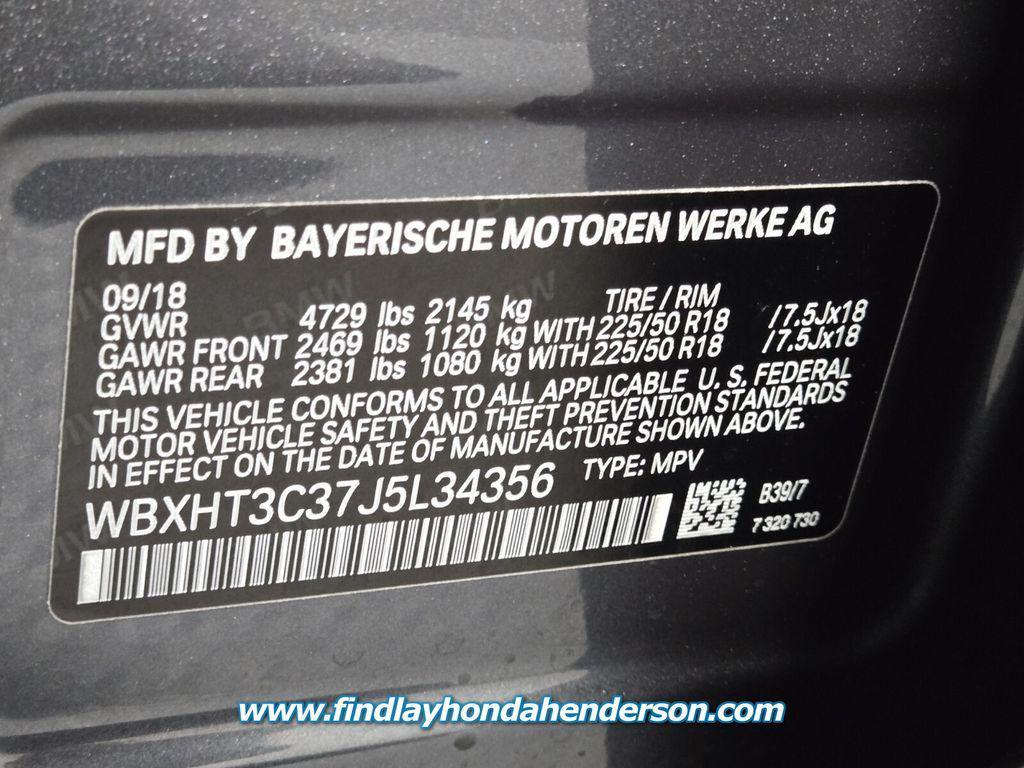 MFD BY BAYERISCHE MOTOREN WERKE AG
09/18 TIRE / RIM
GVWR 4729 lbs 2145 kg
GAWR FRONT 2469 lbs 1120 kg WITH 225/50 R18 /7.5Jx18
GAWR REAR 2381 lbs 1080 kg WITH 225/50 R18 /7.5Jx18
THIS VEHICLE CONFORMS TO ALL APPLICABLE U. S. FEDERAL
MOTOR VEHICLE SAFETY AND THEFT PREVENTION STANDARDS
IN EFFECT ON THE DATE OF MANUFACTURE SHOWN ABOVE.
WBXHT3C37J5L34356 TYPE: MPV
B39/7
7 320 730
www.findlayhondahenderson.com